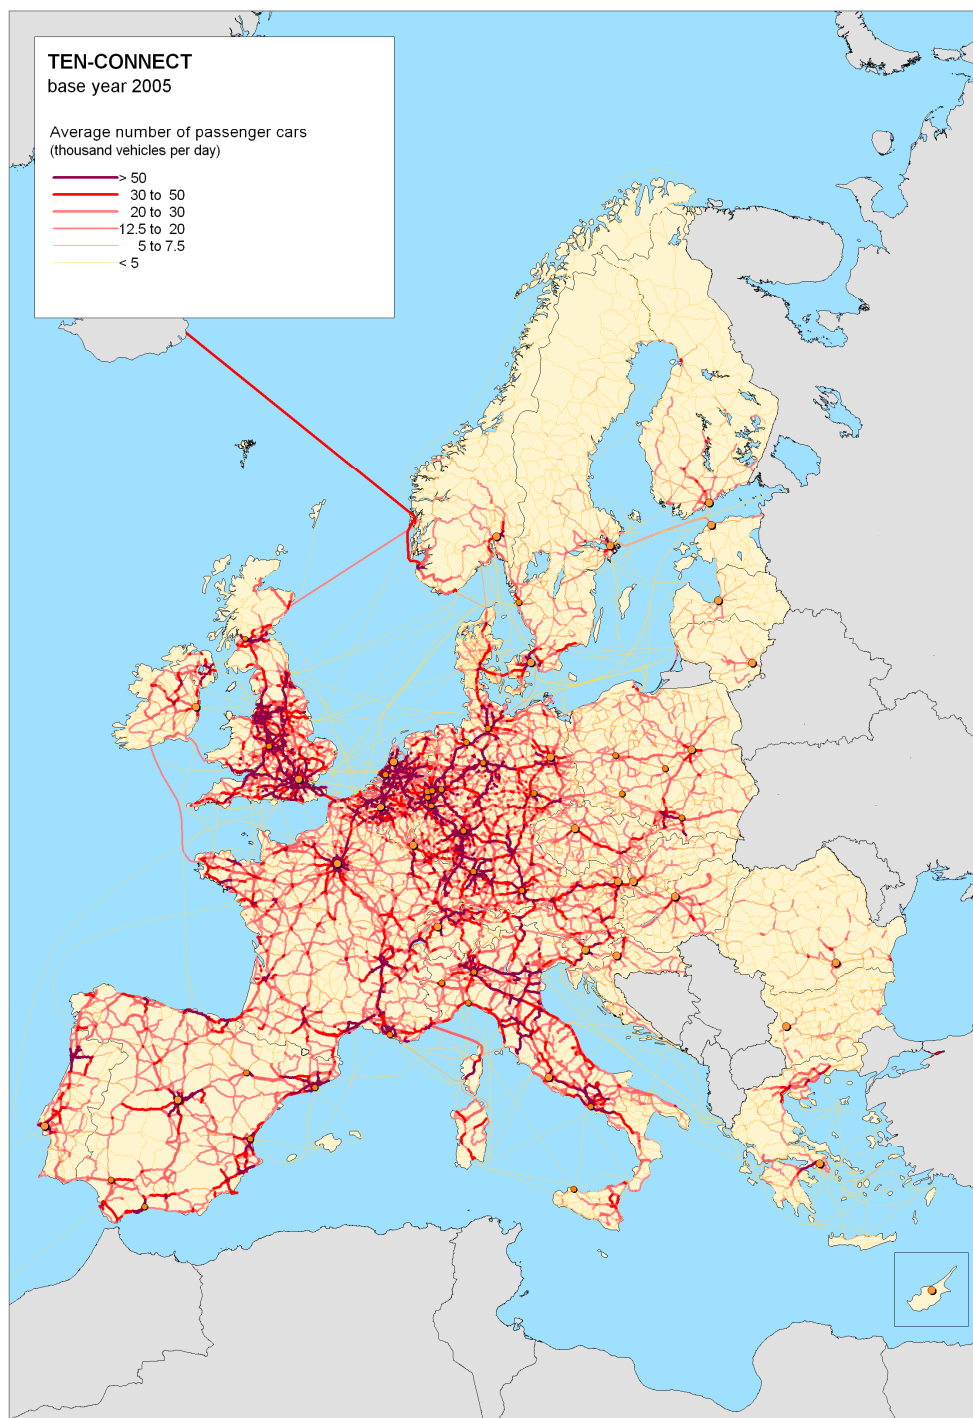 TEN-CONNECT
base year 2005
Average number of passenger cars
(thousand vehicles per day)
> 50
30 to 50
20 to 30
12.5 to 20
5 to 7.5
< 5